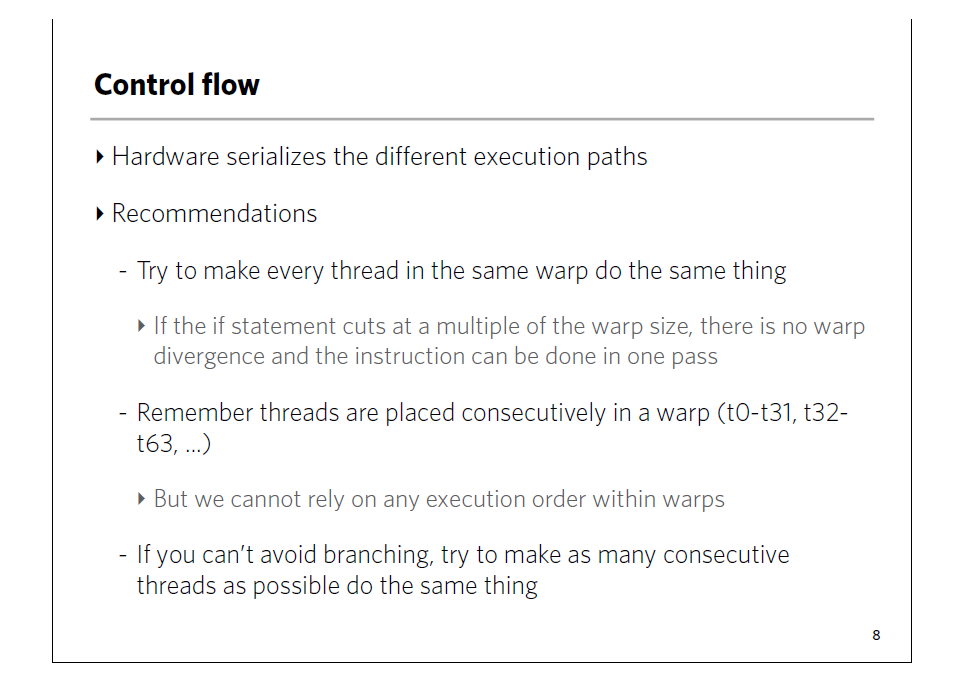 Control flow
Hardware serializes the different execution paths
Recommendations
- Try to make every thread in the same warp do the same thing
If the if statement cuts at a multiple of the warp size, there is no warp
divergence and the instruction can be done in one pass
- Remember threads are placed consecutively in a warp (t0-t31, t32-
t63, ...)
But we cannot rely on any execution order within warps
- If you can’t avoid branching, try to make as many consecutive
threads as possible do the same thing
8